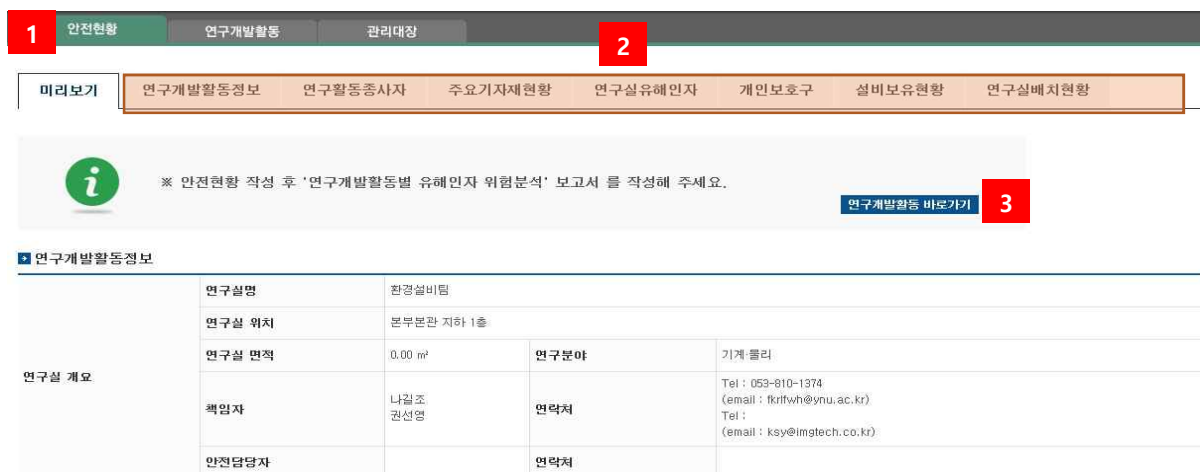 1 안전현황 연구개발활동 관리대장
2
미리보기 연구개발활동정보 연구활동종사자 주요기자재현황 연구실유해인자 개인보호구 설비보유현황 연구실배치현황
i ※ 안전현황 작성 후 '연구개발활동별 유해인자 위험분석' 보고서 를 작성해 주세요.
연구개발활동 바로가기 3
연구개발활동정보
연구실 개요
연구실명 환경설비팀
연구실 위치 본부본관 지하 1층
연구실 면적 0.00 m² 연구분야 기계·물리
책임자 나길조
권선영
연락처 Tel : 053-810-1374
(email : fkrlfwh@ynu.ac.kr)
Tel :
(email : ksy@imgtech.co.kr)
안전담당자 연락처